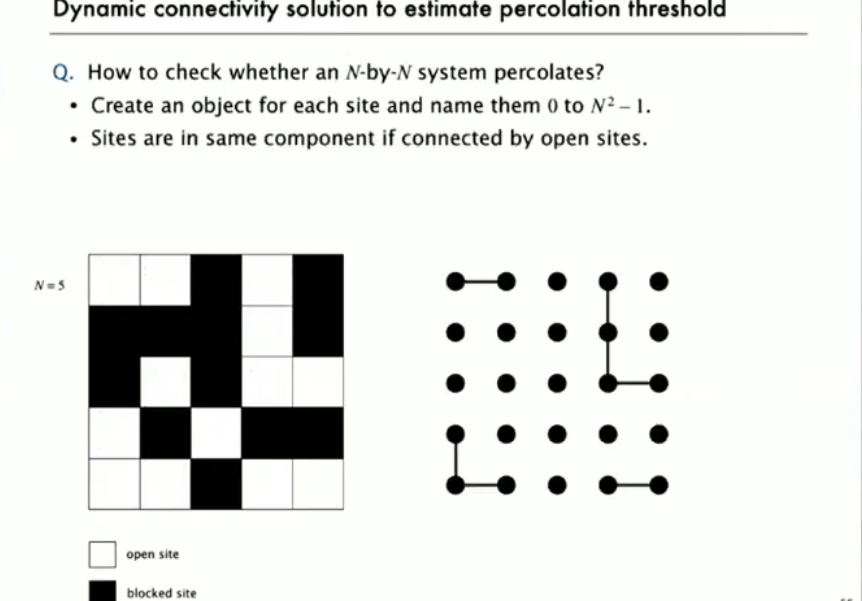 Dynamic connectivity solution to estimate percolation threshold
Q. How to check whether an N-by-N system percolates?
• Create an object for each site and name them 0 to N² – 1.
• Sites are in same component if connected by open sites.
N = 5
open site
blocked site